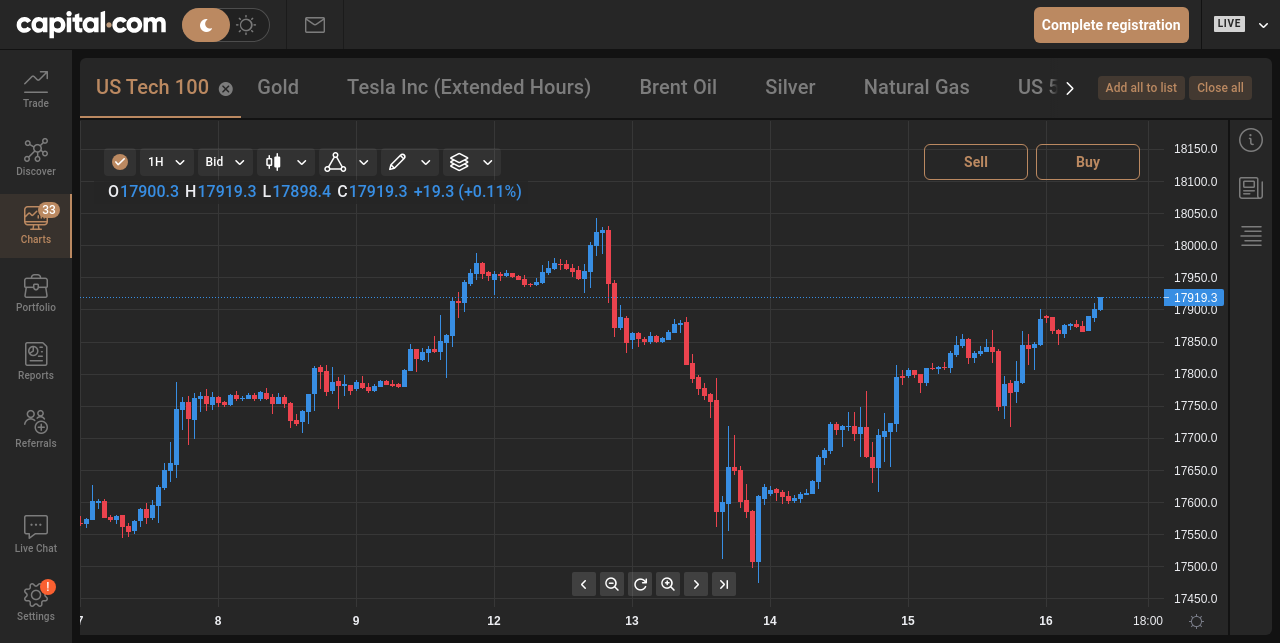 capital.com
Complete registration
LIVE
Trade
Discover
33
Charts
Portfolio
Reports
Referrals
Live Chat
!
Settings
US Tech 100
Gold
Tesla Inc (Extended Hours)
Brent Oil
Silver
Natural Gas
US 5
Add all to list
Close all
1H
Bid
Sell
Buy
O17900.3 H17919.3 L17898.4 C17919.3 +19.3 (+0.11%)
18150.0
18100.0
18050.0
18000.0
17950.0
17919.3
17900.0
17850.0
17800.0
17750.0
17700.0
17650.0
17600.0
17550.0
17500.0
17450.0
7 8 9 12 13 14 15 16 18:00